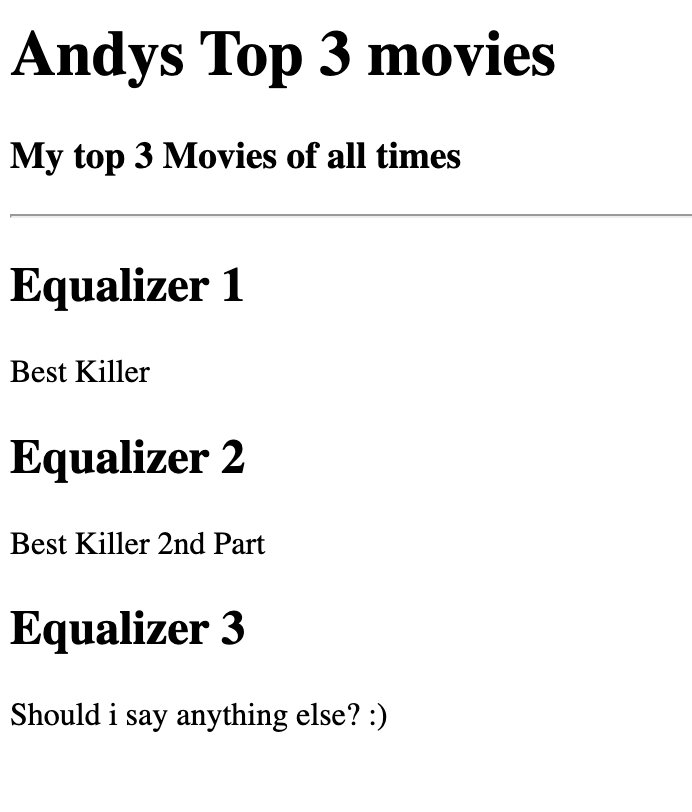 Andys Top 3 movies
My top 3 Movies of all times
Equalizer 1
Best Killer
Equalizer 2
Best Killer 2nd Part
Equalizer 3
Should i say anything else? :)